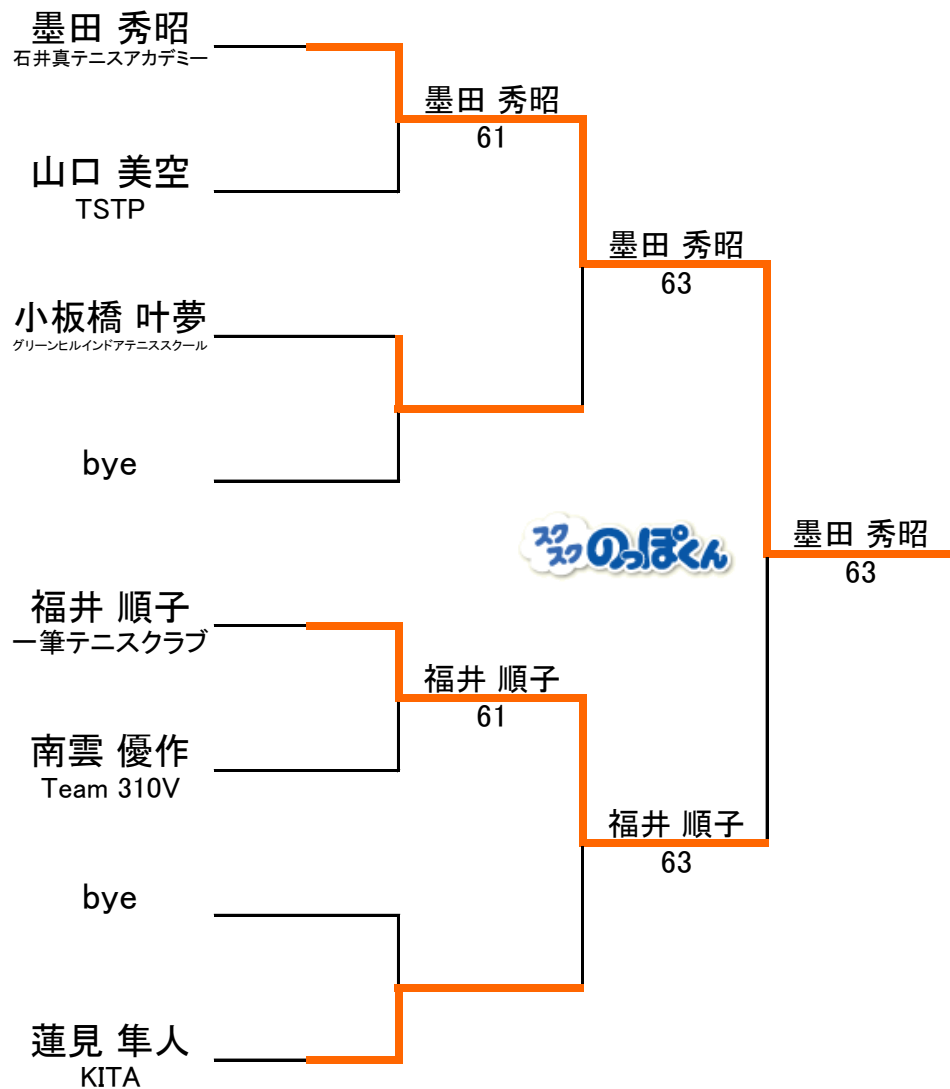 墨田 秀昭
石井真テニスアカデミー
墨田 秀昭
61
山口 美空
TSTP
墨田 秀昭
63
小板橋 叶夢
グリーンヒルインドアテニススクール
bye
スクスク のっぽくん
墨田 秀昭
63
福井 順子
一筆テニスクラブ
福井 順子
61
南雲 優作
Team 310V
福井 順子
63
bye
蓮見 隼人
KITA